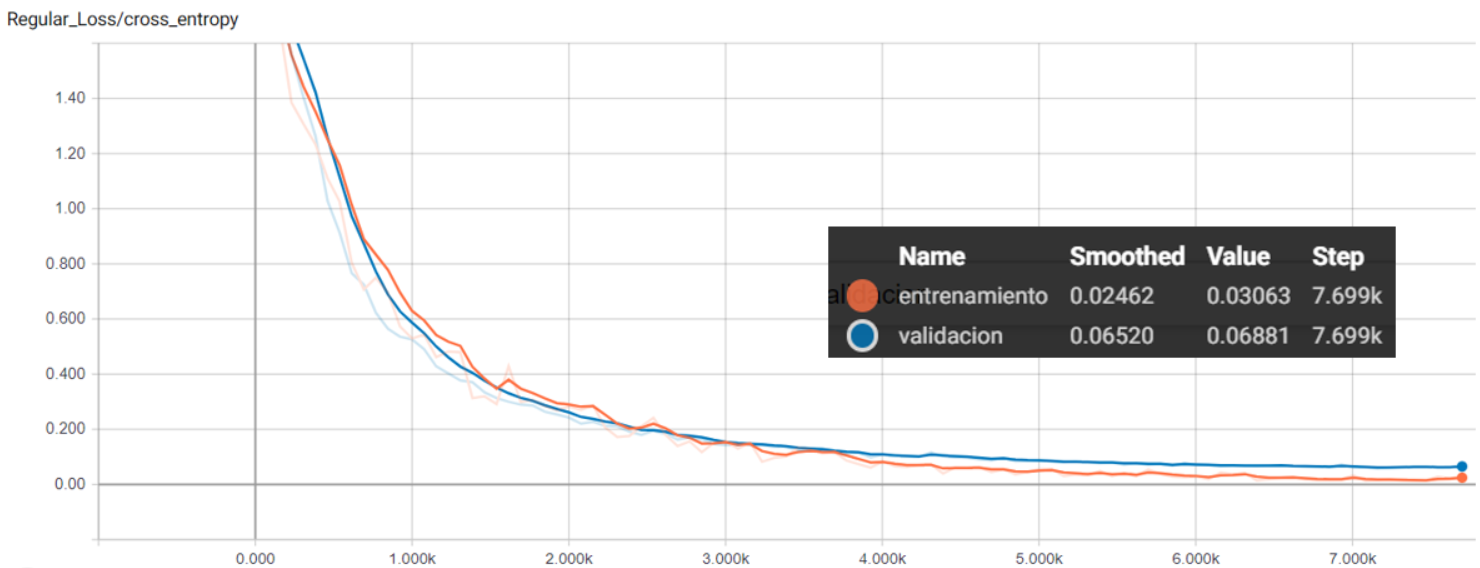 Regular_Loss/cross_entropy
1.40
1.20
1.00
0.800
0.600
0.400
0.200
0.00
0.000 1.000k 2.000k 3.000k 4.000k 5.000k 6.000k 7.000k
Name Smoothed Value Step
entrenamiento 0.02462 0.03063 7.699k
validacion 0.06520 0.06881 7.699k